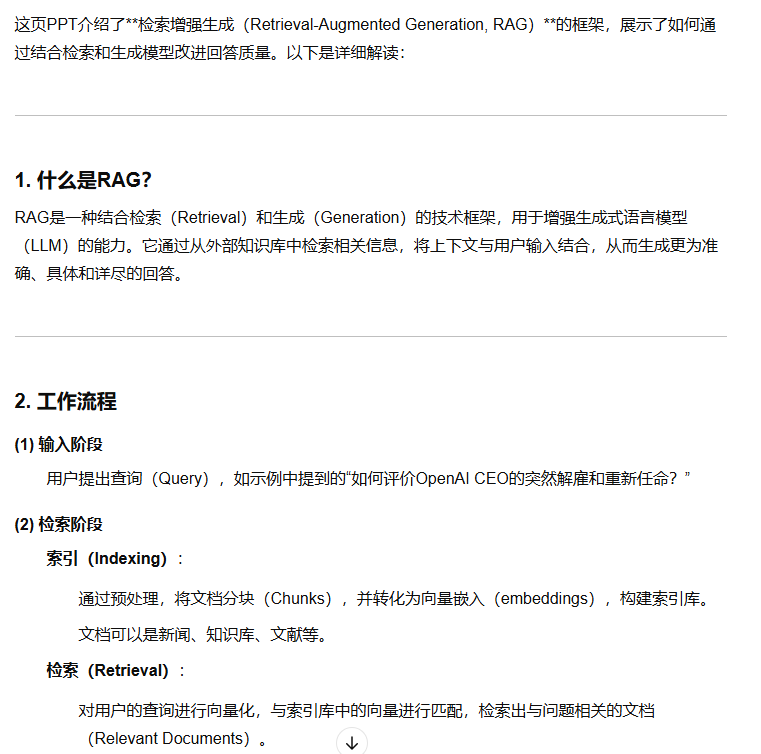 这页PPT介绍了**检索增强生成（Retrieval-Augmented Generation, RAG）**的框架，展示了如何通
过结合检索和生成模型改进回答质量。以下是详细解读：
1. 什么是RAG？
RAG是一种结合检索（Retrieval）和生成（Generation）的技术框架，用于增强生成式语言模型
（LLM）的能力。它通过从外部知识库中检索相关信息，将上下文与用户输入结合，从而生成更为准
确、具体和详尽的回答。
2. 工作流程
(1) 输入阶段
用户提出查询（Query），如示例中提到的“如何评价OpenAI CEO的突然解雇和重新任命？”
(2) 检索阶段
索引（Indexing）：
通过预处理，将文档分块（Chunks），并转化为向量嵌入（embeddings），构建索引库。
文档可以是新闻、知识库、文献等。
检索（Retrieval）：
对用户的查询进行向量化，与索引库中的向量进行匹配，检索出与问题相关的文档
（Relevant Documents）。